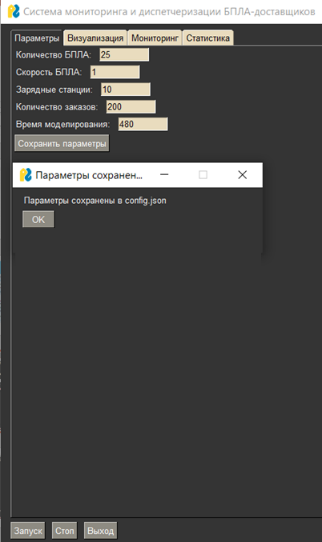 Система мониторинга и диспетчеризации БПЛА-доставщиков
Параметры Визуализация Мониторинг Статистика
Количество БПЛА: 25
Скорость БПЛА: 1
Зарядные станции: 10
Количество заказов: 200
Время моделирования: 480
Сохранить параметры
Параметры сохранен...
Параметры сохранены в config.json
OK
Запуск Стоп Выход